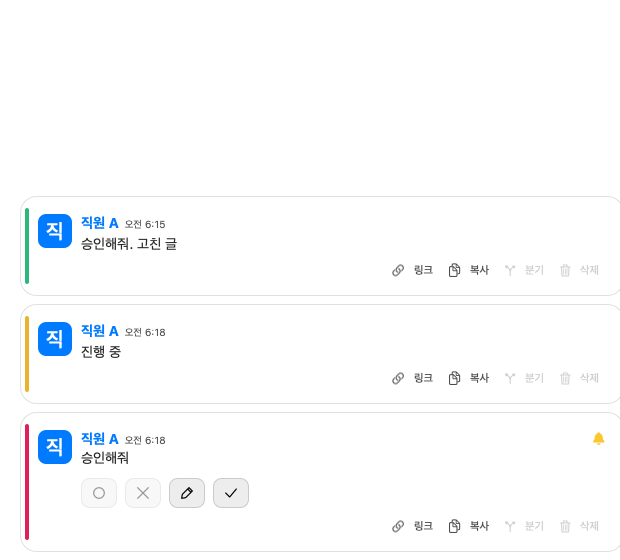 직 직원 A 오전 6:15
승인해줘. 고친 글
링크 복사 분기 삭제
직 직원 A 오전 6:18
진행 중
링크 복사 분기 삭제
직 직원 A 오전 6:18
승인해줘
링크 복사 분기 삭제